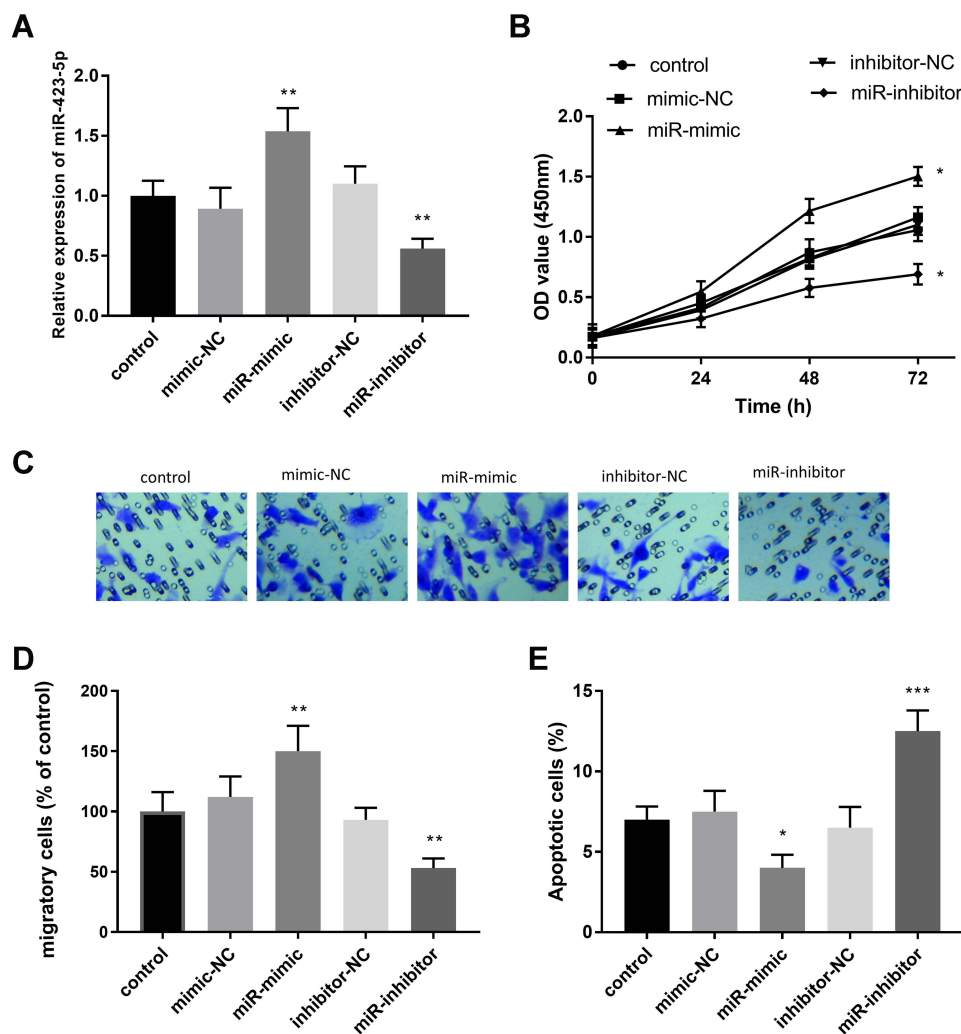 A
Relative expression of miR-423-5p
2.0
1.5
1.0
0.5
0.0
**
**
control
mimic-NC
miR-mimic
inhibitor-NC
miR-inhibitor
B
control
mimic-NC
miR-mimic
inhibitor-NC
miR-inhibitor
OD value (450nm)
2.0
1.5
1.0
0.5
0.0
*
*
0 24 48 72
Time (h)
C
control mimic-NC miR-mimic inhibitor-NC miR-inhibitor
D
migratory cells (% of control)
200
150
100
50
0
**
**
control
mimic-NC
miR-mimic
inhibitor-NC
miR-inhibitor
E
Apoptotic cells (%)
15
10
5
0
*
***
control
mimic-NC
miR-mimic
inhibitor-NC
miR-inhibitor